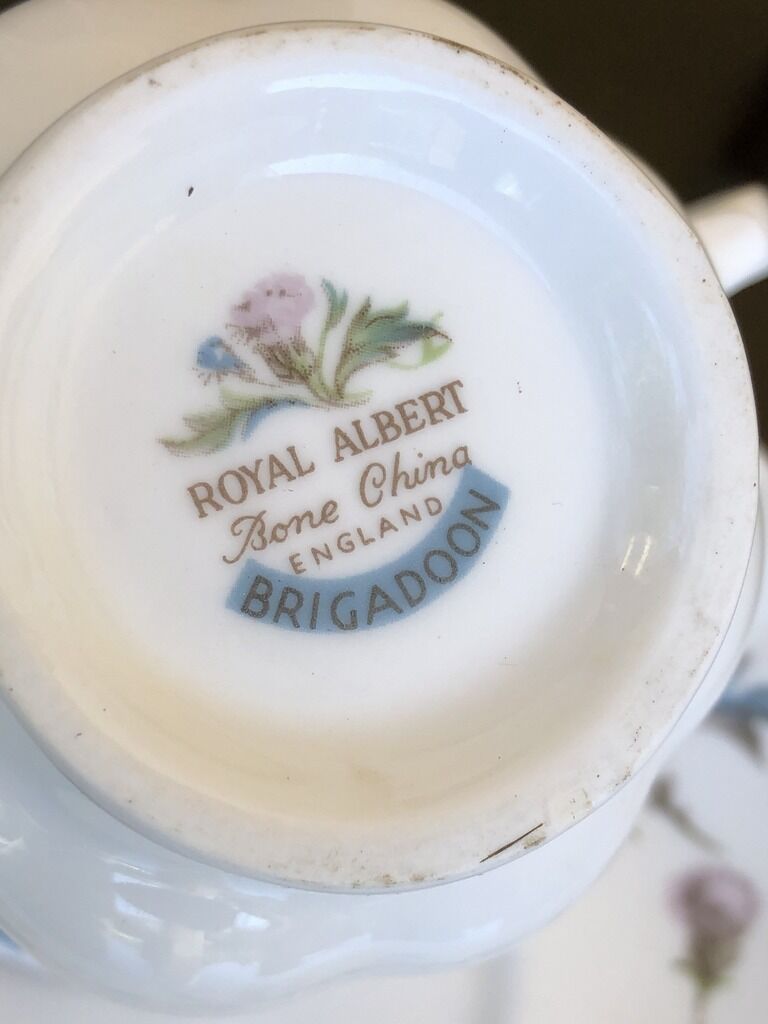 ROYAL ALBERT
Bone China
ENGLAND
BRIGADOON